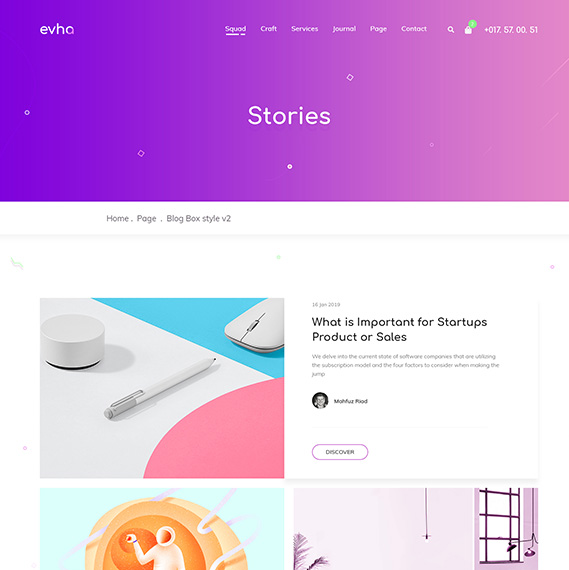 evha
Squad Craft Services Journal Page Contact 1 +017. 57. 00. 51
Stories
Home . Page . Blog Box style v2
16 Jan 2019
What is Important for Startups
Product or Sales
We delve into the current state of software companies that are utilizing
the subscription model and the four factors to consider when making the
jump
Mahfuz Riad
DISCOVER